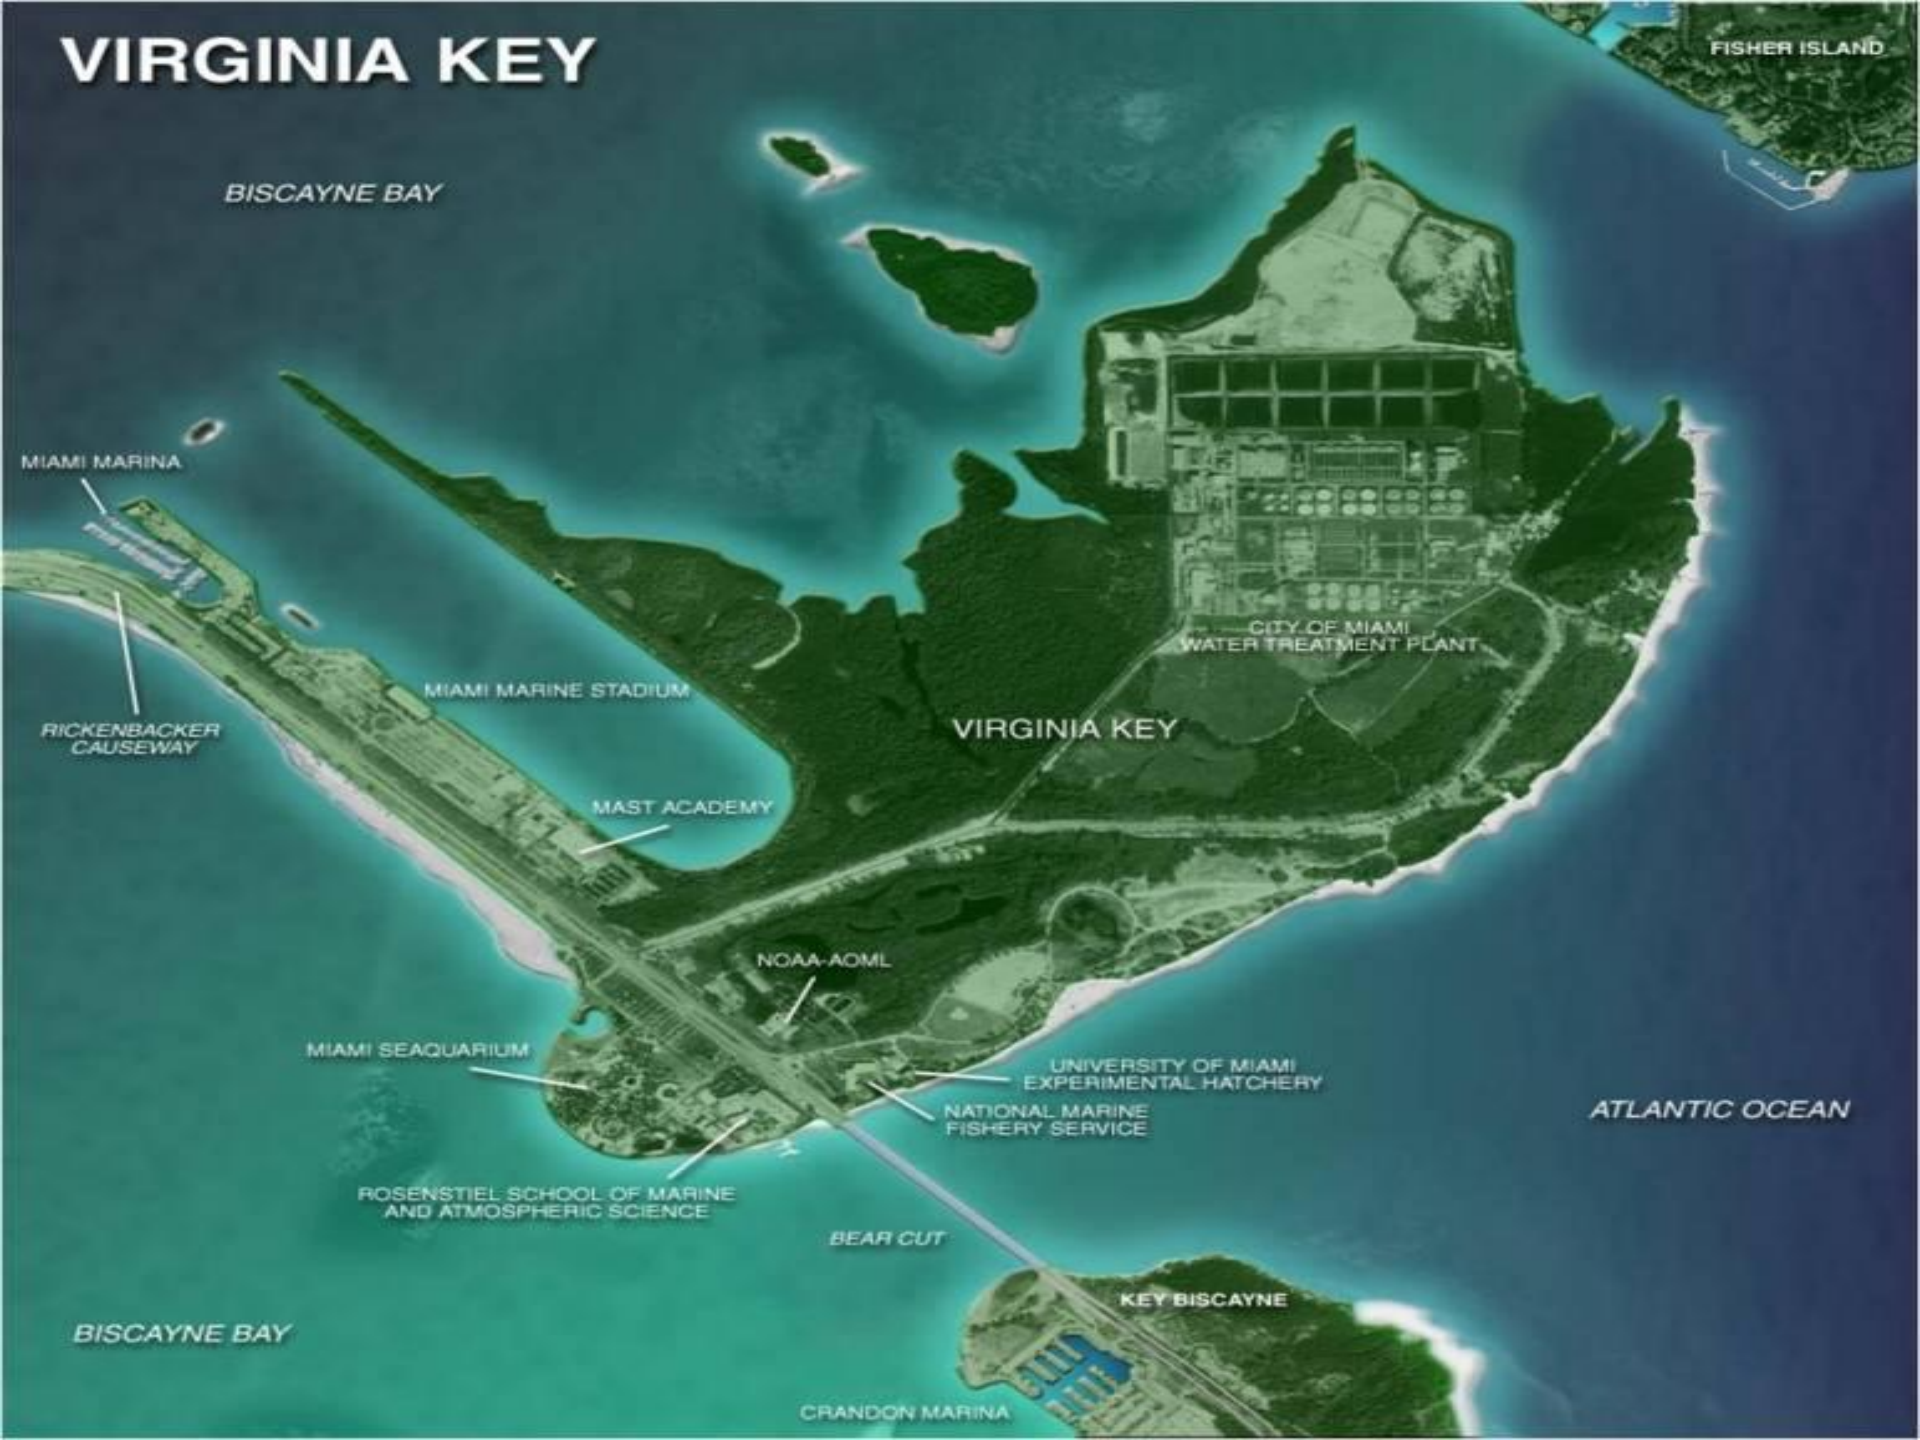 VIRGINIA KEY
FISHER ISLAND
BISCAYNE BAY
MIAMI MARINA
CITY OF MIAMI
WATER TREATMENT PLANT
MIAMI MARINE STADIUM
VIRGINIA KEY
RICKENBACKER
CAUSEWAY
MAST ACADEMY
NOAA-AOML
MIAMI SEAQUARIUM
UNIVERSITY OF MIAMI
EXPERIMENTAL HATCHERY
NATIONAL MARINE
FISHERY SERVICE
ATLANTIC OCEAN
ROSENSTIEL SCHOOL OF MARINE
AND ATMOSPHERIC SCIENCE
BEAR CUT
KEY BISCAYNE
BISCAYNE BAY
CRANDON MARINA